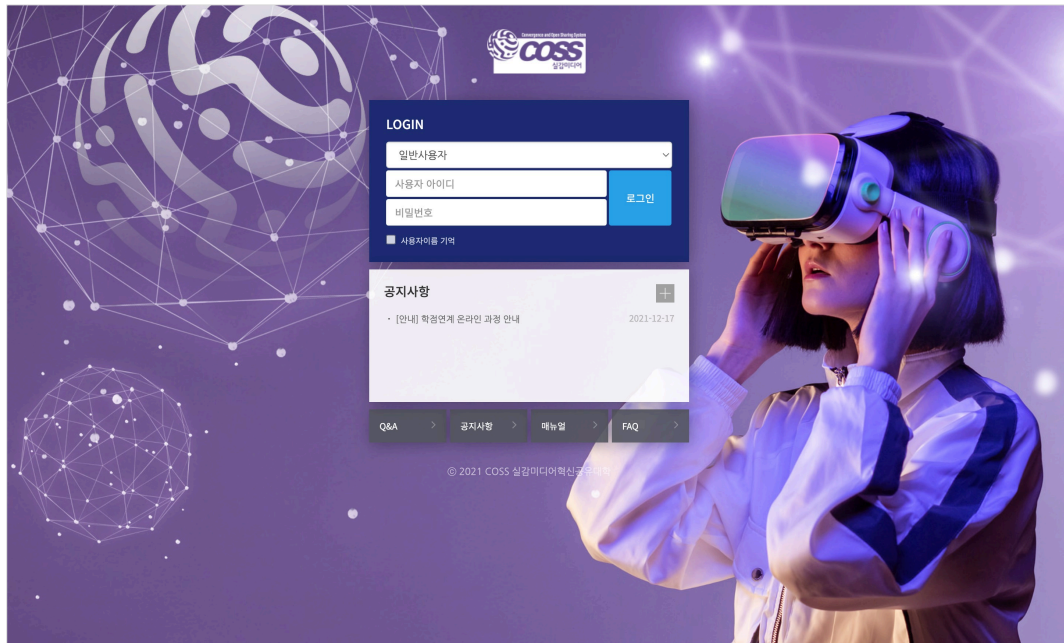 Convergence and Open Sharing System
COSS
실감미디어
LOGIN
일반사용자
사용자 아이디
로그인
비밀번호
사용자이름 기억
공지사항
· [안내] 학점연계 온라인 과정 안내 2021-12-17
Q&A 공지사항 매뉴얼 FAQ
© 2021 COSS 실감미디어혁신공유대학